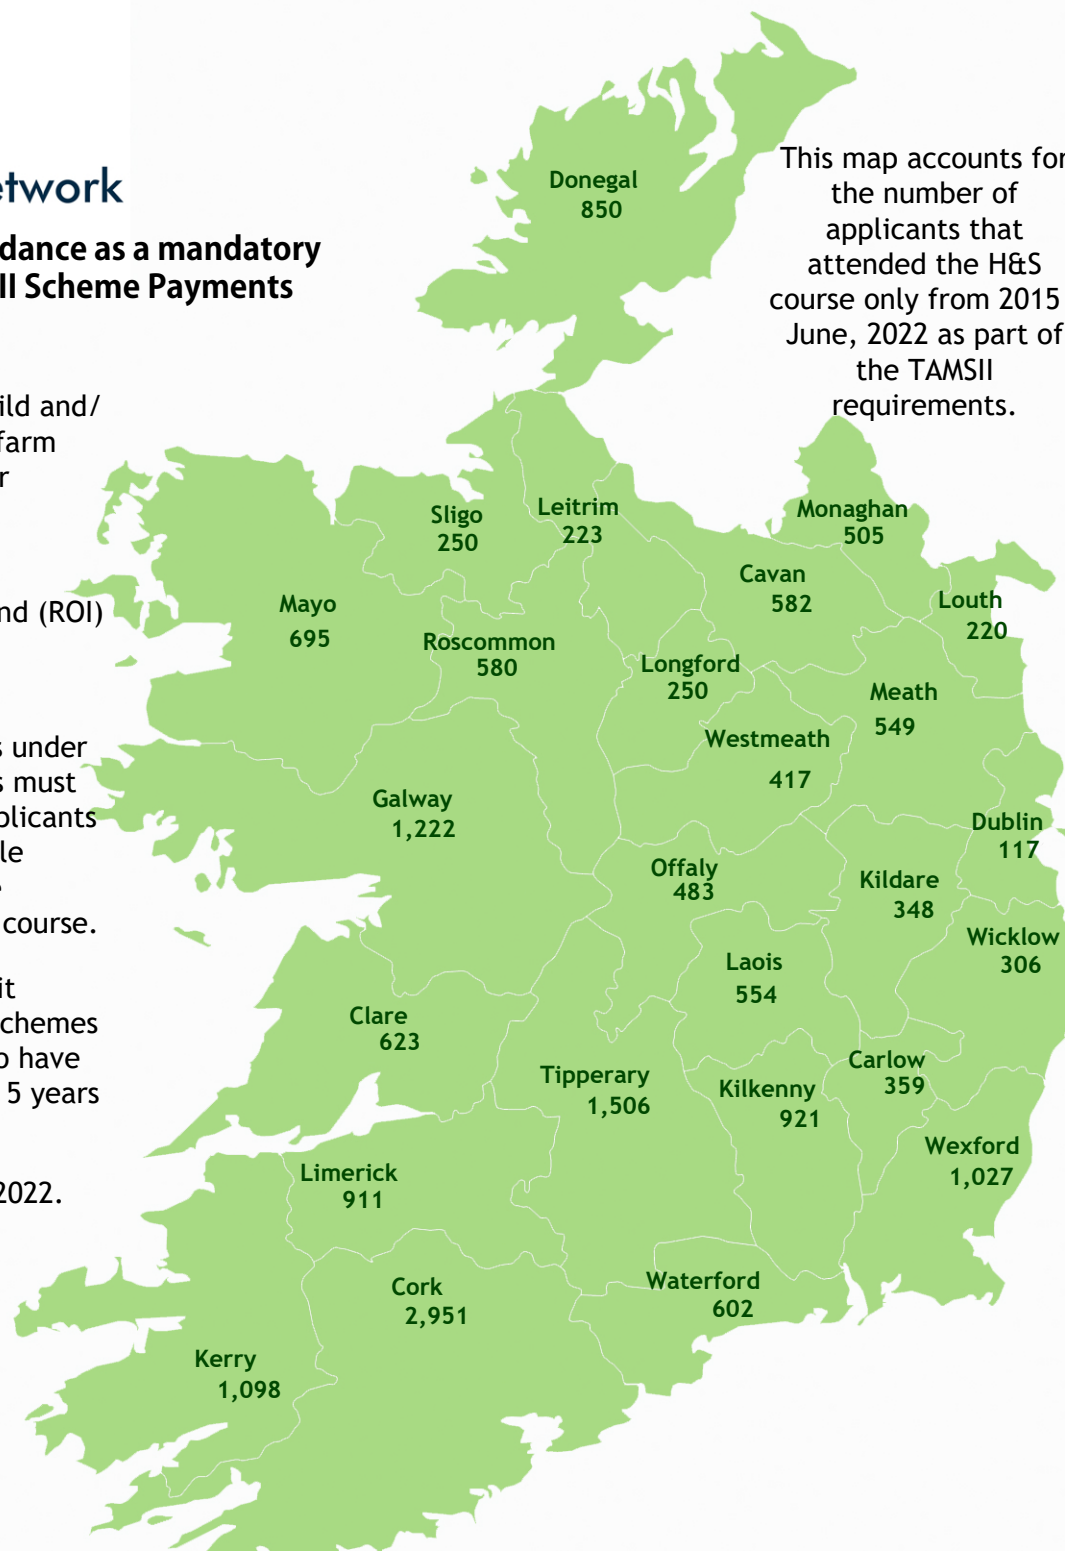 etwork
dance as a mandatory
II Scheme Payments
This map accounts for
the number of
applicants that
attended the H&S
course only from 2015
June, 2022 as part of
the TAMSII
requirements.
ild and/
farm
r
nd (ROI)
s under
s must
plicants
le
course.
it
chemes
o have
5 years
2022.
Donegal
850
Sligo
250
Leitrim
223
Monaghan
505
Cavan
582
Louth
220
Mayo
695
Roscommon
580
Longford
250
Meath
549
Westmeath
417
Galway
1,222
Dublin
117
Offaly
483
Kildare
348
Wicklow
306
Laois
554
Clare
623
Carlow
359
Tipperary
1,506
Kilkenny
921
Wexford
1,027
Limerick
911
Waterford
602
Cork
2,951
Kerry
1,098